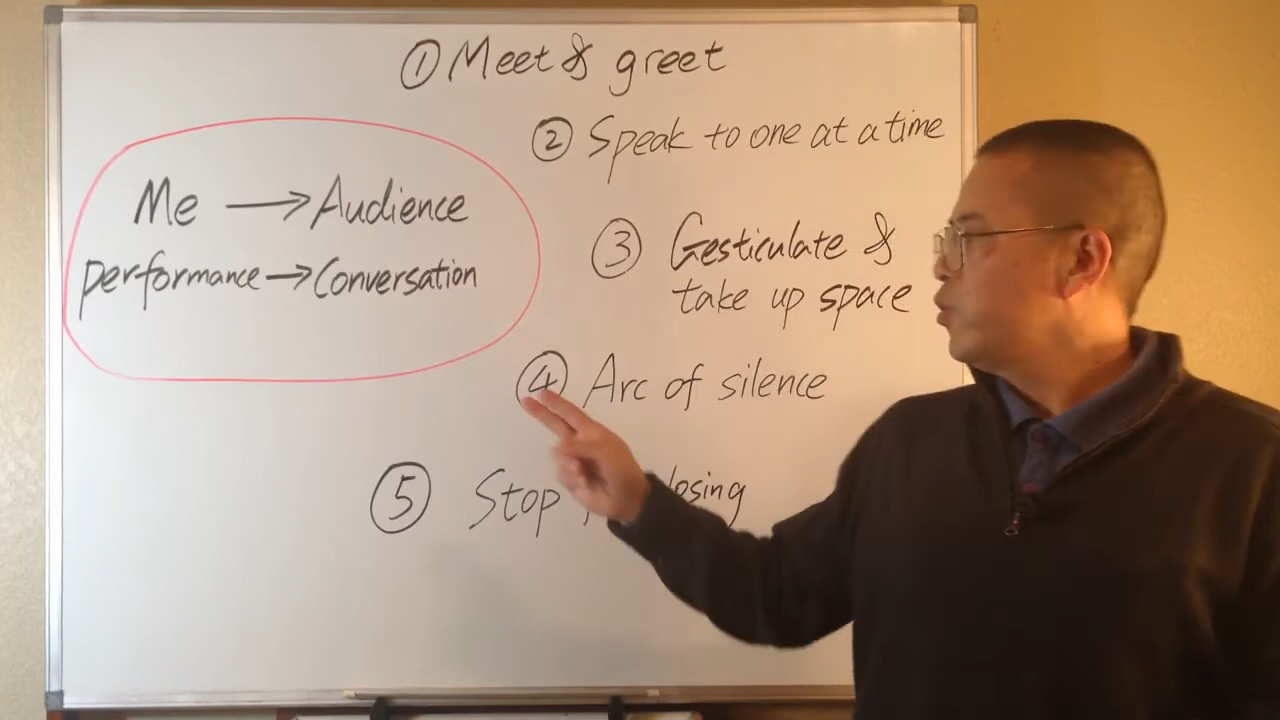 ① Meet & greet
② Speak to one at a time
Me → Audience
performance → Conversation
③ Gesticulate &
take up space
④ Arc of silence
⑤ Stop